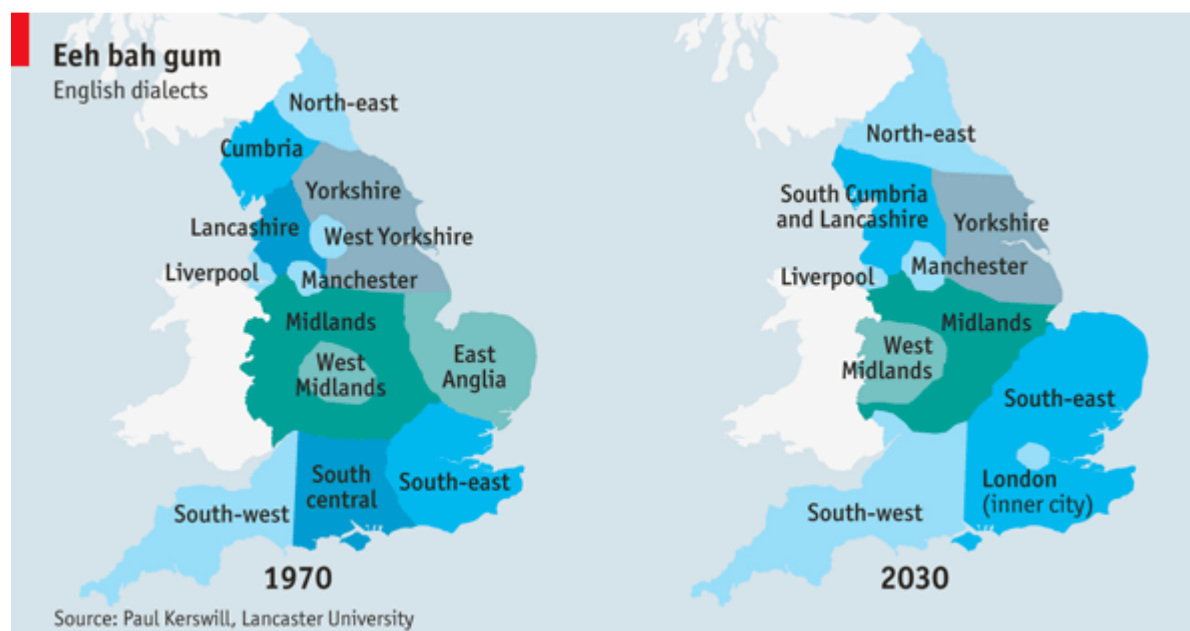 Eeh bah gum
English dialects
North-east
Cumbria
Yorkshire
Lancashire
West Yorkshire
Liverpool
Manchester
Midlands
West
Midlands
East
Anglia
South
central
South-east
South-west
1970
North-east
South Cumbria
and Lancashire
Yorkshire
Manchester
Liverpool
Midlands
West
Midlands
South-east
London
(inner city)
South-west
2030
Source: Paul Kerswill, Lancaster University